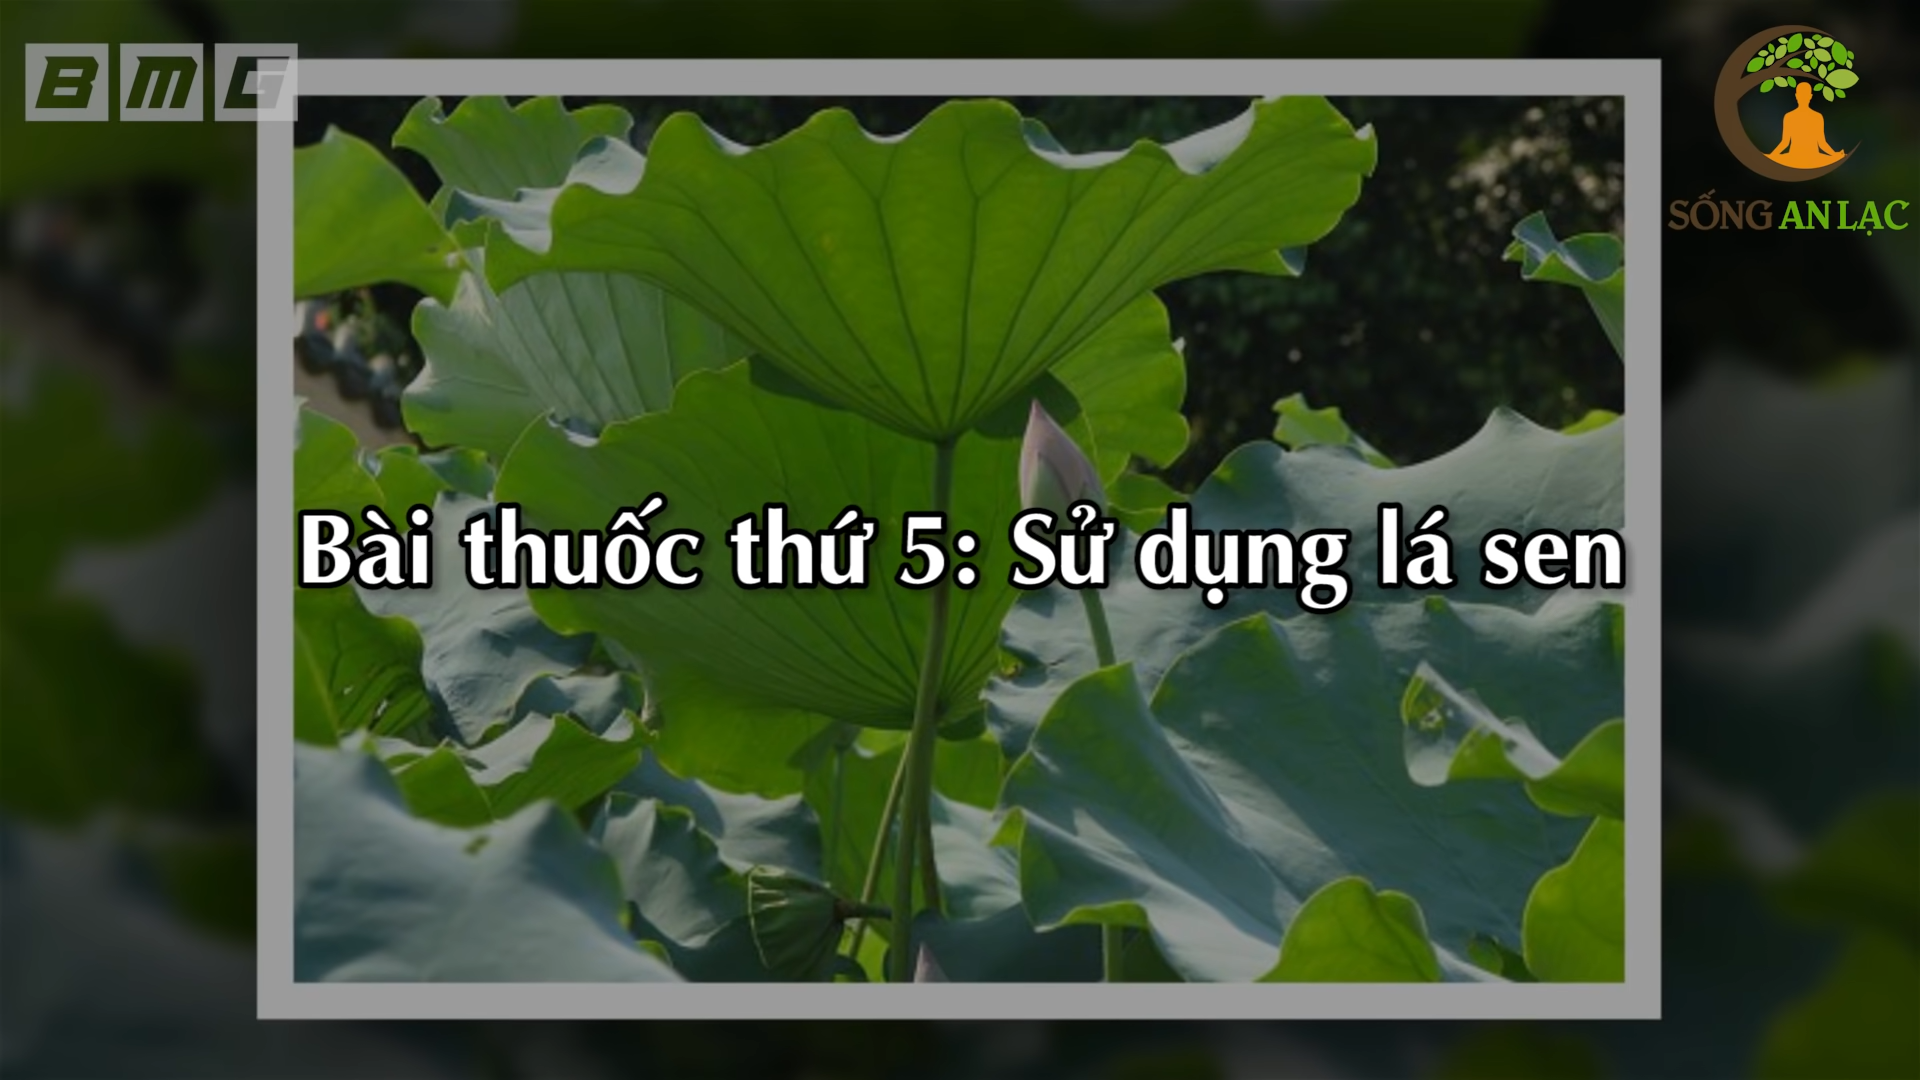 BMG
SỐNG AN LẠC
Bài thuốc thứ 5: Sử dụng lá sen